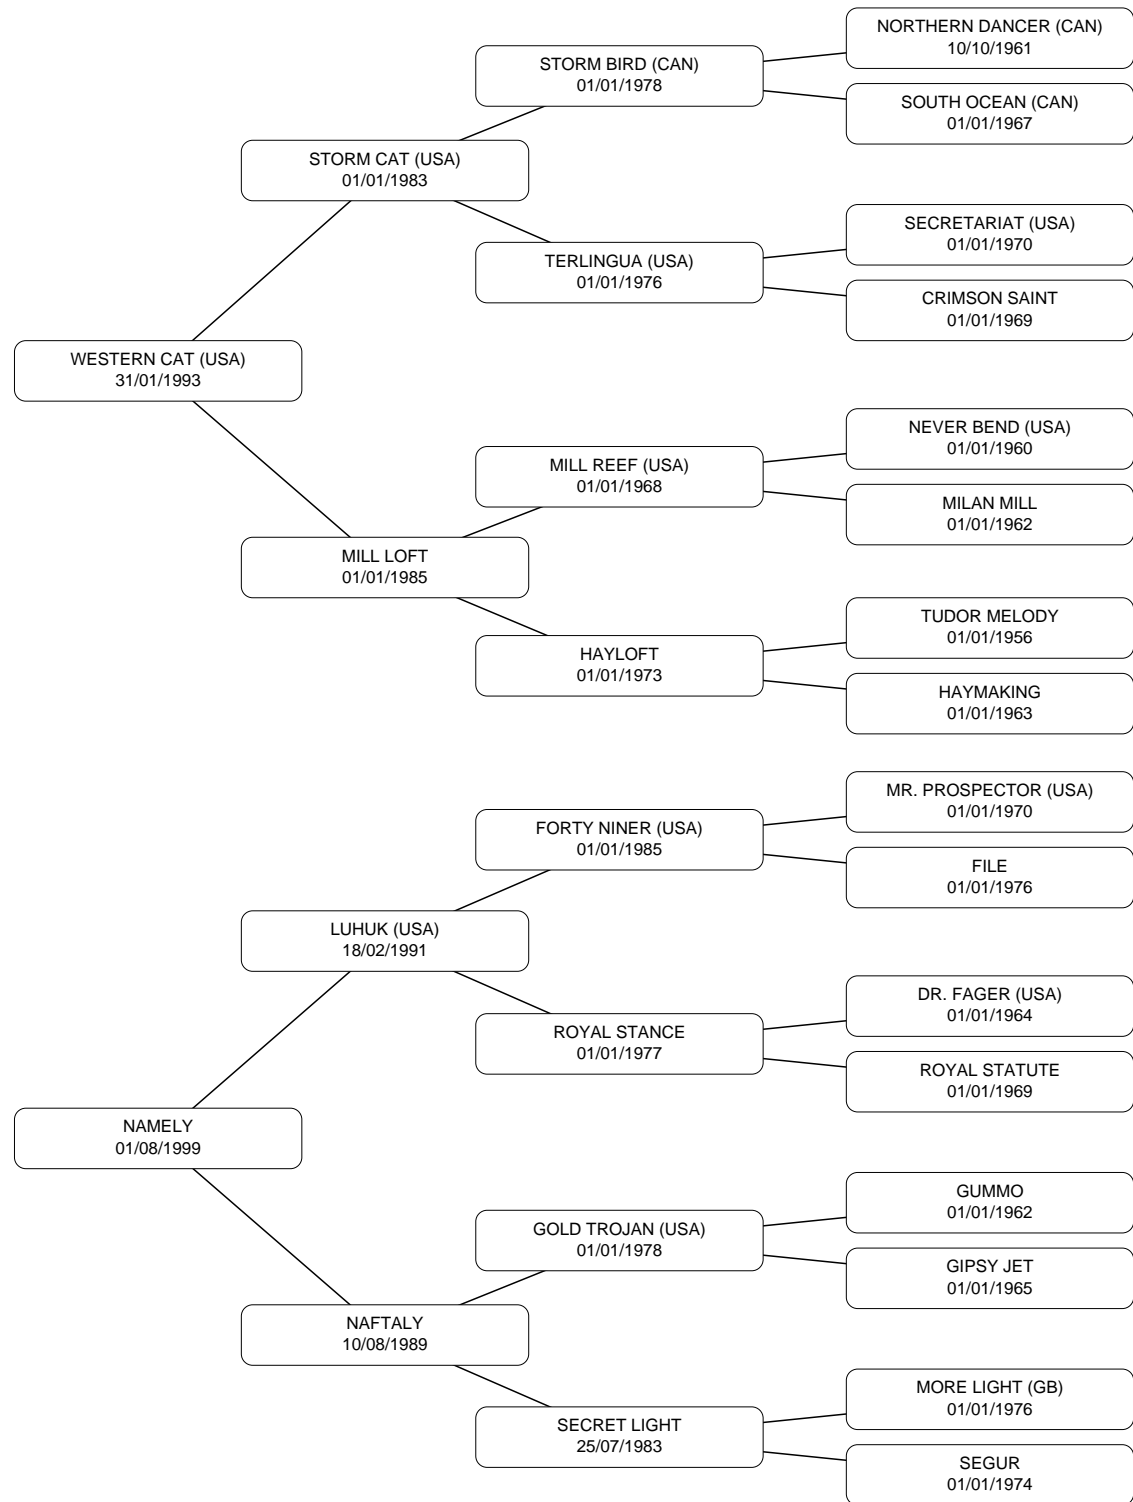 NORTHERN DANCER (CAN)
10/10/1961
STORM BIRD (CAN)
01/01/1978
SOUTH OCEAN (CAN)
01/01/1967
STORM CAT (USA)
01/01/1983
SECRETARIAT (USA)
01/01/1970
TERLINGUA (USA)
01/01/1976
CRIMSON SAINT
01/01/1969
WESTERN CAT (USA)
31/01/1993
NEVER BEND (USA)
01/01/1960
MILL REEF (USA)
01/01/1968
MILAN MILL
01/01/1962
MILL LOFT
01/01/1985
TUDOR MELODY
01/01/1956
HAYLOFT
01/01/1973
HAYMAKING
01/01/1963
MR. PROSPECTOR (USA)
01/01/1970
FORTY NINER (USA)
01/01/1985
FILE
01/01/1976
LUHUK (USA)
18/02/1991
DR. FAGER (USA)
01/01/1964
ROYAL STANCE
01/01/1977
ROYAL STATUTE
01/01/1969
NAMELY
01/08/1999
GUMMO
01/01/1962
GOLD TROJAN (USA)
01/01/1978
GIPSY JET
01/01/1965
NAFTALY
10/08/1989
MORE LIGHT (GB)
01/01/1976
SECRET LIGHT
25/07/1983
SEGUR
01/01/1974